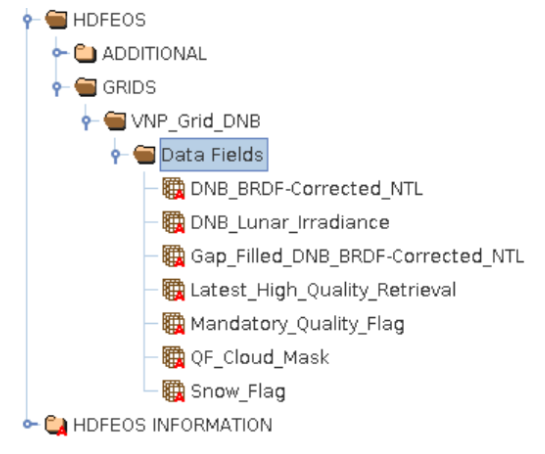 HDFEOS
ADDITIONAL
GRIDS
VNP_Grid_DNB
Data Fields
DNB_BRDF-Corrected_NTL
DNB_Lunar_Irradiance
Gap_Filled_DNB_BRDF-Corrected_NTL
Latest_High_Quality_Retrieval
Mandatory_Quality_Flag
QF_Cloud_Mask
Snow_Flag
HDFEOS INFORMATION